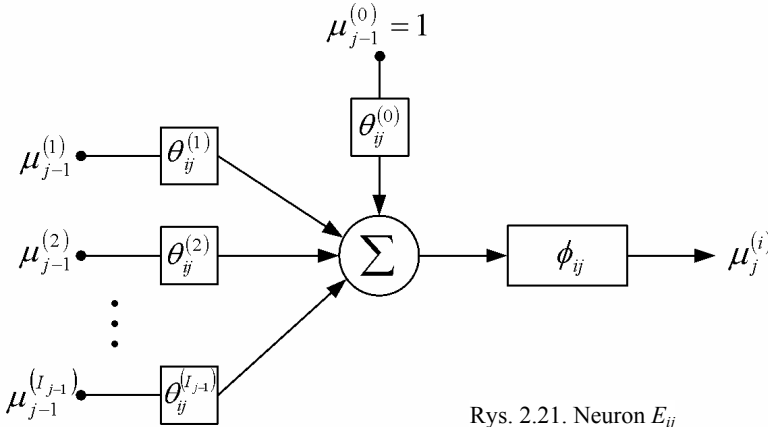 μ_{j-1}^{(0)} = 1
θ_{ij}^{(0)}
μ_{j-1}^{(1)} θ_{ij}^{(1)}
μ_{j-1}^{(2)} θ_{ij}^{(2)}
Σ ϕ_{ij} μ_{j}^{(i)}
μ_{j-1}^{(I_{j-1})} θ_{ij}^{(I_{j-1})}
Rys. 2.21. Neuron E_{ij}